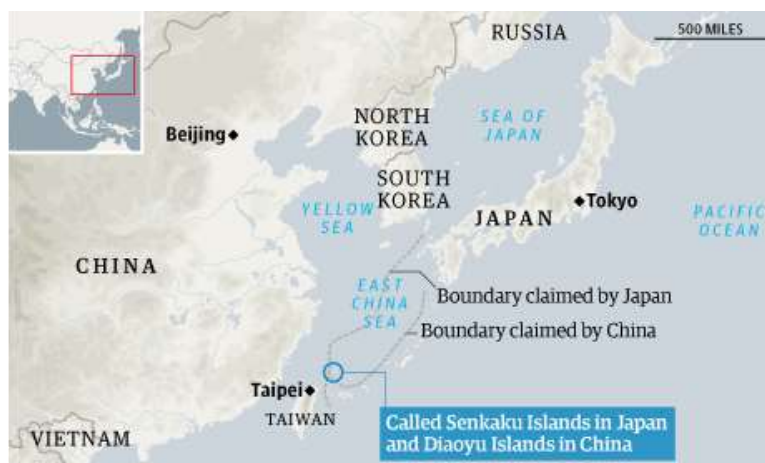 RUSSIA
500 MILES
NORTH
KOREA
SEA OF
JAPAN
Beijing
SOUTH
KOREA
YELLOW
SEA
JAPAN
Tokyo
PACIFIC
OCEAN
CHINA
EAST
CHINA
SEA
Boundary claimed by Japan
Boundary claimed by China
Taipei
TAIWAN
Called Senkaku Islands in Japan
and Diaoyu Islands in China
VIETNAM